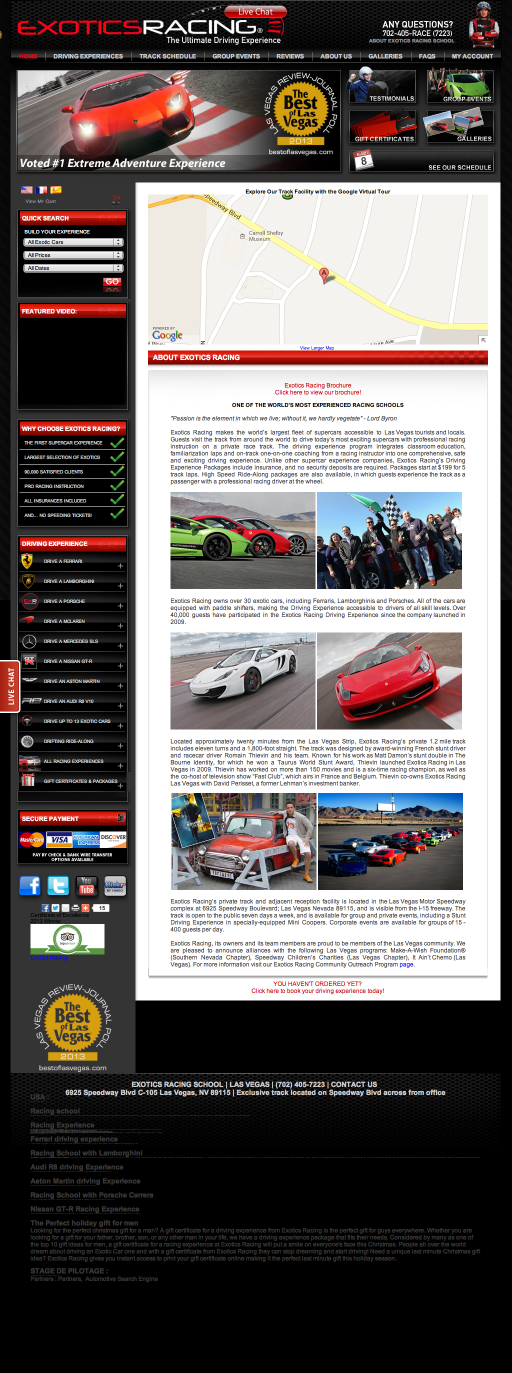 Live Chat
EXOTICSRACING®
The Ultimate Driving Experience
ANY QUESTIONS?
702-405-RACE (7223)
ABOUT EXOTICS RACING SCHOOL
HOME
DRIVING EXPERIENCES
TRACK SCHEDULE
GROUP EVENTS
REVIEWS
ABOUT US
GALLERIES
FAQS
MY ACCOUNT
LAS VEGAS REVIEW-JOURNAL POLL
The Best of Las Vegas
2013
bestoflasvegas.com
Voted #1 Extreme Adventure Experience
TESTIMONIALS
GROUP EVENTS
GIFT CERTIFICATES
GALLERIES
8
SEE OUR SCHEDULE
View My Cart
QUICK SEARCH
BUILD YOUR EXPERIENCE
All Exotic Cars
All Prices
All Dates
GO
FEATURED VIDEO:
WHY CHOOSE EXOTICS RACING?
THE FIRST SUPERCAR EXPERIENCE
LARGEST SELECTION OF EXOTICS
90,000 SATISFIED CLIENTS
PRO RACING INSTRUCTION
ALL INSURANCES INCLUDED
AND... NO SPEEDING TICKETS!
DRIVING EXPERIENCE
DRIVE A FERRARI
DRIVE A LAMBORGHINI
DRIVE A PORSCHE
DRIVE A MCLAREN
DRIVE A MERCEDES SLS
DRIVE A NISSAN GT-R
DRIVE AN ASTON MARTIN
DRIVE AN AUDI R8 V10
DRIVE UP TO 13 EXOTIC CARS
DRIFTING RIDE-ALONG
ALL RACING EXPERIENCES
GIFT CERTIFICATES & PACKAGES
LIVE CHAT
SECURE PAYMENT
MasterCard VISA AMERICAN EXPRESS DISCOVER
PAY BY CHECK & BANK WIRE TRANSFER
OPTIONS AVAILABLE
You Tube
15
Certificate of Excellence
2013 Winner
LAS VEGAS REVIEW-JOURNAL POLL
The Best of Las Vegas
2013
bestoflasvegas.com
Explore Our Track Facility with the Google Virtual Tour
Speedway Blvd
Carroll Shelby
Museum
A
POWERED BY
Google
View Larger Map
ABOUT EXOTICS RACING
Exotics Racing Brochure
Click here to view our brochure!
ONE OF THE WORLD'S MOST EXPERIENCED RACING SCHOOLS
"Passion is the element in which we live; without it, we hardly vegetate" - Lord Byron
Exotics Racing makes the world's largest fleet of supercars accessible to Las Vegas tourists and locals.
Guests visit the track from around the world to drive today's most exciting supercars with professional racing
instruction on a private race track. The driving experience program integrates classroom education,
familiarization laps and on-track one-on-one coaching from a racing instructor into one comprehensive, safe
and exciting driving experience. Unlike other supercar experience companies, Exotics Racing's Driving
Experience Packages include insurance, and no security deposits are required. Packages start at $199 for 5
track laps. High Speed Ride-Along packages are also available, in which guests experience the track as a
passenger with a professional racing driver at the wheel.
Exotics Racing owns over 30 exotic cars, including Ferraris, Lamborghinis and Porsches. All of the cars are
equipped with paddle shifters, making the Driving Experience accessible to drivers of all skill levels. Over
40,000 guests have participated in the Exotics Racing Driving Experience since the company launched in
2009.
Located approximately twenty minutes from the Las Vegas Strip, Exotics Racing's private 1.2 mile track
includes eleven turns and a 1,800-foot straight. The track was designed by award-winning French stunt driver
and racecar driver Romain Thievin and his team. Known for his work as Matt Damon's stunt double in The
Bourne Identity, for which he won a Taurus World Stunt Award, Thievin launched Exotics Racing in Las
Vegas in 2009. Thievin has worked on more than 150 movies and is a six-time racing champion, as well as
the co-host of television show "Fast Club", which airs in France and Belgium. Thievin co-owns Exotics Racing
Las Vegas with David Perisset, a former Lehman's investment banker.
Exotics Racing's private track and adjacent reception facility is located in the Las Vegas Motor Speedway
complex at 6925 Speedway Boulevard; Las Vegas Nevada 89115, and is visible from the I-15 freeway. The
track is open to the public seven days a week, and is available for group and private events, including a Stunt
Driving Experience in specially-equipped Mini Coopers. Corporate events are available for groups of 15 -
400 guests per day.
Exotics Racing, its owners and its team members are proud to be members of the Las Vegas community. We
are pleased to announce alliances with the following Las Vegas programs: Make-A-Wish Foundation®
(Southern Nevada Chapter), Speedway Children's Charities (Las Vegas Chapter), It Ain't Chemo (Las
Vegas). For more information visit our Exotics Racing Community Outreach Program page.
YOU HAVEN'T ORDERED YET?
Click here to book your driving experience today!
EXOTICS RACING SCHOOL | LAS VEGAS | (702) 405-7223 | CONTACT US
6925 Speedway Blvd C-105 Las Vegas, NV 89115 | Exclusive track located on Speedway Blvd across from office
USA :
Racing school
Racing Experience
Ferrari driving experience
Racing School with Lamborghini
Audi R8 driving Experience
Aston Martin driving Experience
Racing School with Porsche Carrera
Nissan GT-R Racing Experience
The Perfect holiday gift for men
Looking for the perfect christmas gift for a man? A gift certificate for a driving experience from Exotics Racing is the perfect gift for guys everywhere. Whether you are
looking for a gift for your father, brother, son, or any other man in your life, we have a driving experience package that fits their needs. Considered by many as one of
the top 10 gift ideas for men, a gift certificate for a racing experience at Exotics Racing will put a smile on everyone's face this Christmas. People all over the world
dream about driving an Exotic Car one and with a gift certificate from Exotics Racing they can stop dreaming and start driving! Need a unique last minute Christmas gift
idea? Exotics Racing gives you instant access to print your gift certificate online making it the perfect last minute gift this holiday season.
STAGE DE PILOTAGE :
Partners : Partners, Automotive Search Engine